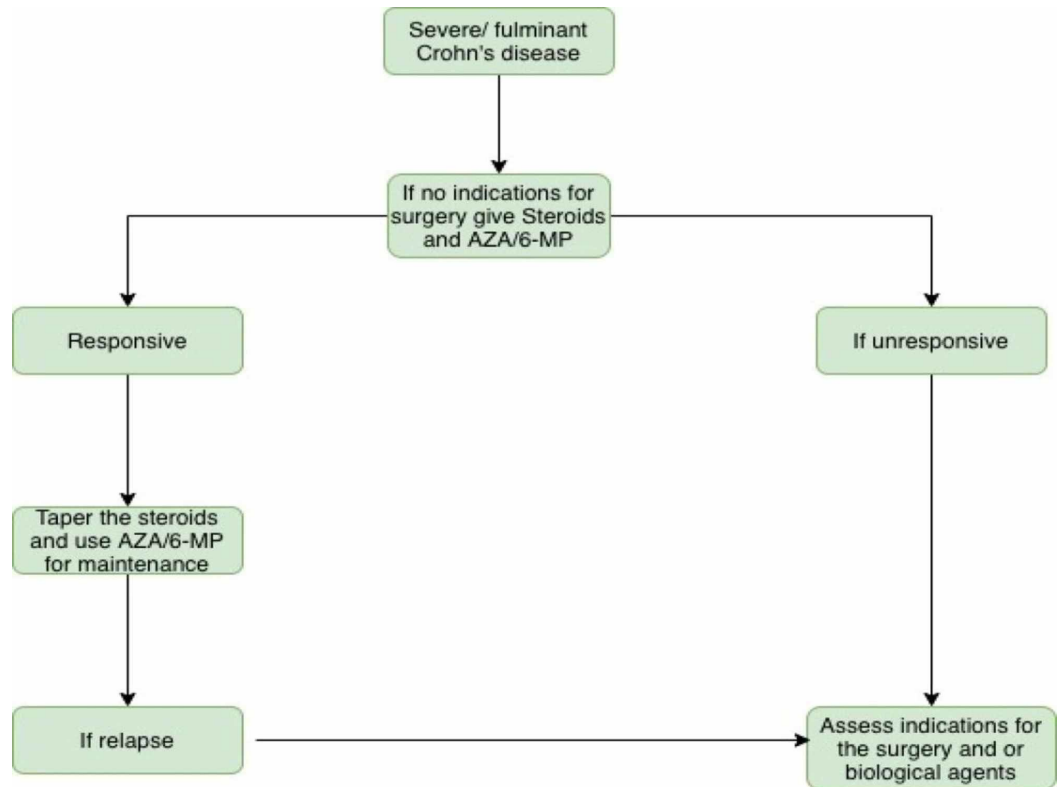 Severe/ fulminant
Crohn's disease
If no indications for
surgery give Steroids
and AZA/6-MP
Responsive
If unresponsive
Taper the steroids
and use AZA/6-MP
for maintenance
If relapse
Assess indications for
the surgery and or
biological agents